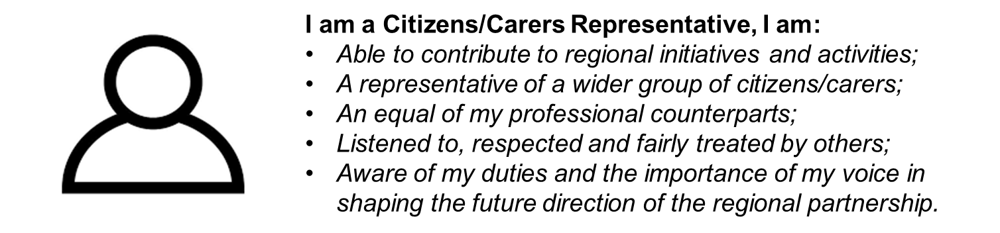 I am a Citizens/Carers Representative, I am:
• Able to contribute to regional initiatives and activities;
• A representative of a wider group of citizens/carers;
• An equal of my professional counterparts;
• Listened to, respected and fairly treated by others;
• Aware of my duties and the importance of my voice in
shaping the future direction of the regional partnership.